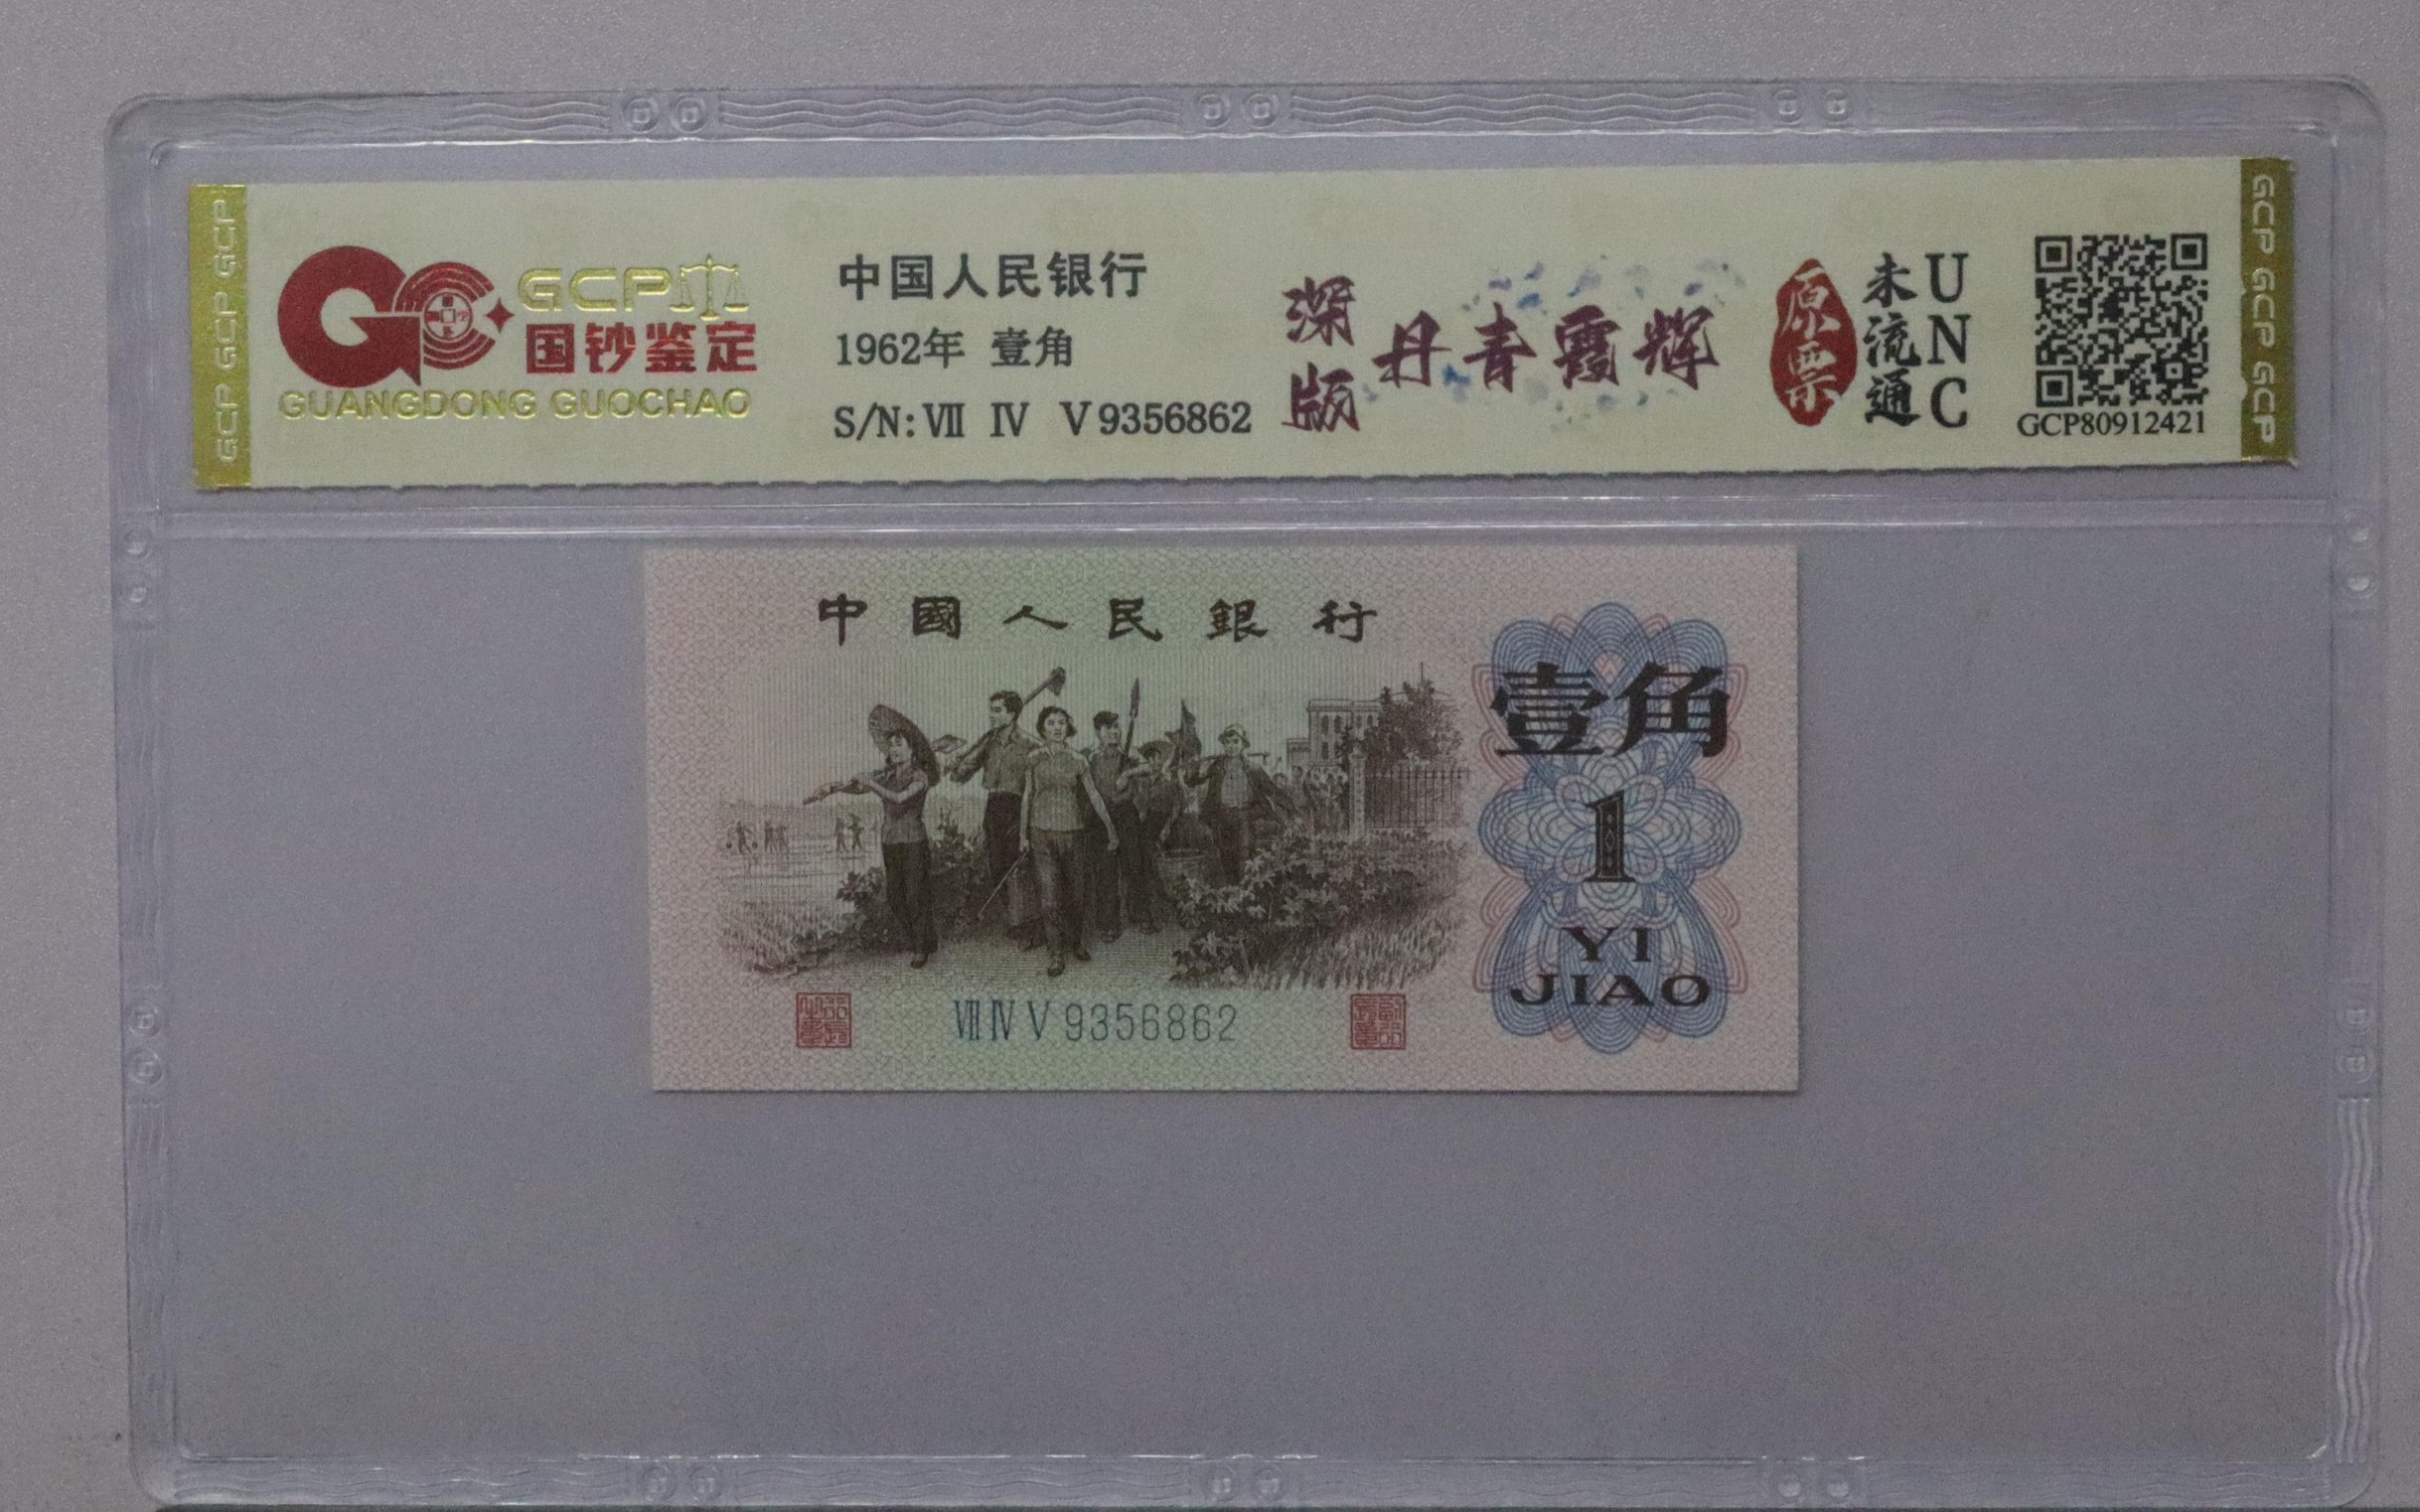 GCP GCP GCP
GCP
国钞鉴定
GUANGDONG GUOCHAO
中国人民银行
1962年 壹角
S/N: Ⅶ Ⅳ Ⅴ 9356862
深版
丹青霞辉
原票
未流通
UNC
GCP80912421
GCP GCP GCP
中國人民銀行
壹角
1
YI
JIAO
Ⅶ Ⅳ Ⅴ 9356862